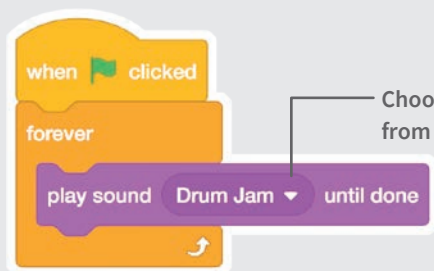 when clicked
forever
Choo
from
play sound Drum Jam until done